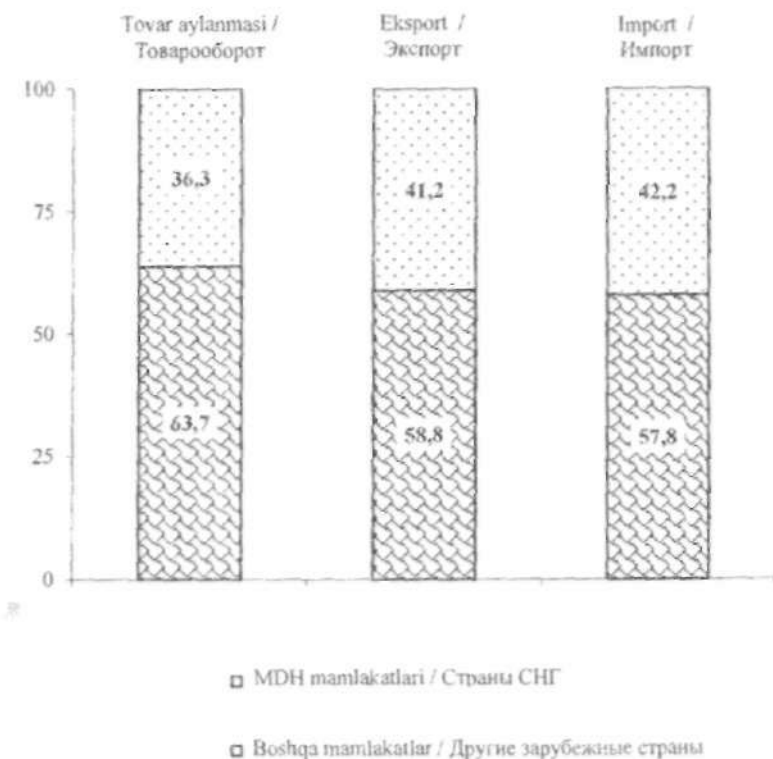 Tovar aylanmasi /
Товарооборот
Eksport /
Экспорт
Import /
Импорт
100
36,3
41,2
42,2
75
50
63,7
58,8
57,8
25
0
MDH mamlakatlari / Страны СНГ
Boshqa mamlakatlar / Другие зарубежные страны